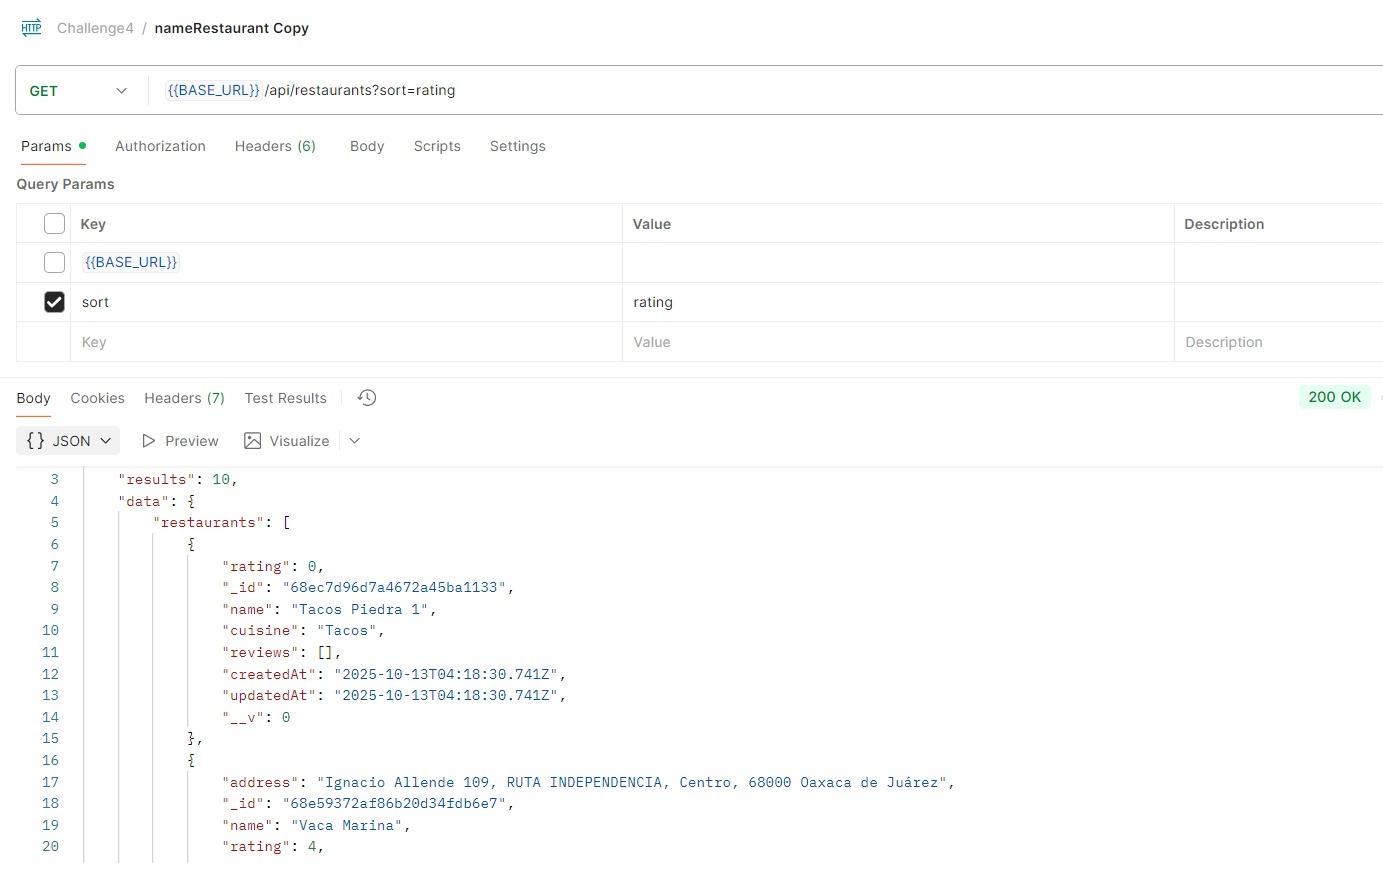 HTTP Challenge4 / nameRestaurant Copy
GET {{BASE_URL}} /api/restaurants?sort=rating
Params Authorization Headers (6) Body Scripts Settings
Query Params
Key Value Description
{{BASE_URL}}
sort rating
Key Value Description
Body Cookies Headers (7) Test Results 200 OK
{} JSON Preview Visualize
3 "results": 10,
4 "data": {
5 "restaurants": [
6 {
7 "rating": 0,
8 "_id": "68ec7d96d7a4672a45ba1133",
9 "name": "Tacos Piedra 1",
10 "cuisine": "Tacos",
11 "reviews": [],
12 "createdAt": "2025-10-13T04:18:30.741Z",
13 "updatedAt": "2025-10-13T04:18:30.741Z",
14 "__v": 0
15 },
16 {
17 "address": "Ignacio Allende 109, RUTA INDEPENDENCIA, Centro, 68000 Oaxaca de Juárez",
18 "_id": "68e59372af86b20d34fdb6e7",
19 "name": "Vaca Marina",
20 "rating": 4,